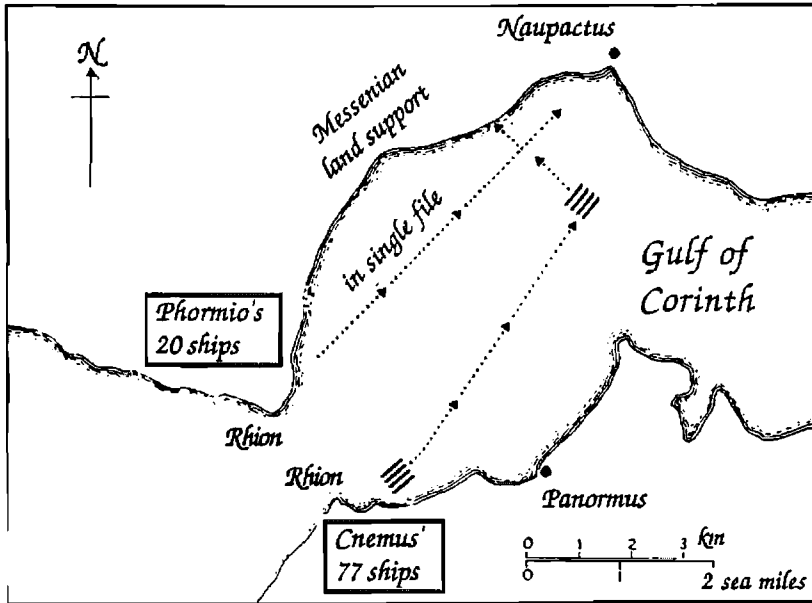 Naupactus
N
Messenian
land support
in single file
Gulf of
Corinth
Phormio's
20 ships
Rhion
Rhion
Panormus
Cnemus'
77 ships
0 1 2 3 km
0 1 2 sea miles